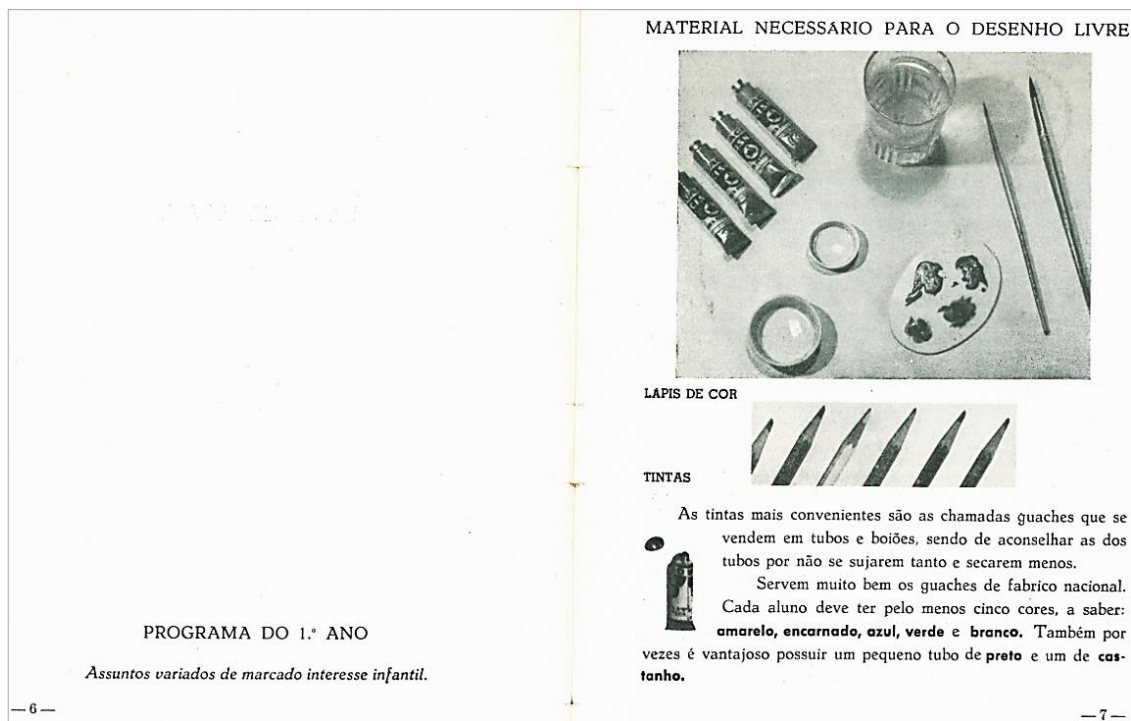 PROGRAMA DO 1.° ANO
Assuntos variados de marcado interesse infantil.
— 6 —
MATERIAL NECESSÁRIO PARA O DESENHO LIVRE
LÁPIS DE COR
TINTAS
As tintas mais convenientes são as chamadas guaches que se
vendem em tubos e boiões, sendo de aconselhar as dos
tubos por não se sujarem tanto e secarem menos.
Servem muito bem os guaches de fabrico nacional.
Cada aluno deve ter pelo menos cinco cores, a saber:
amarelo, encarnado, azul, verde e branco. Também por
vezes é vantajoso possuir um pequeno tubo de preto e um de cas-
tanho.
— 7 —